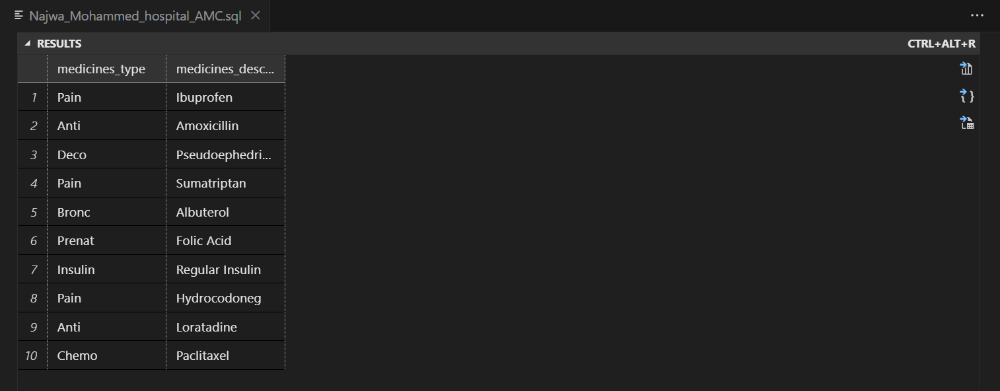 Najwa_Mohammed_hospital_AMC.sql
RESULTS CTRL+ALT+R
medicines_type medicines_desc...
1 Pain Ibuprofen
2 Anti Amoxicillin
3 Deco Pseudoephedri...
4 Pain Sumatriptan
5 Bronc Albuterol
6 Prenat Folic Acid
7 Insulin Regular Insulin
8 Pain Hydrocodoneg
9 Anti Loratadine
10 Chemo Paclitaxel